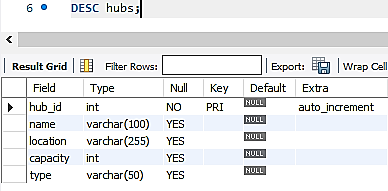 6 DESC hubs;
Result Grid Filter Rows: Export: Wrap Cell
Field Type Null Key Default Extra
hub_id int NO PRI NULL auto_increment
name varchar(100) YES NULL
location varchar(255) YES NULL
capacity int YES NULL
type varchar(50) YES NULL